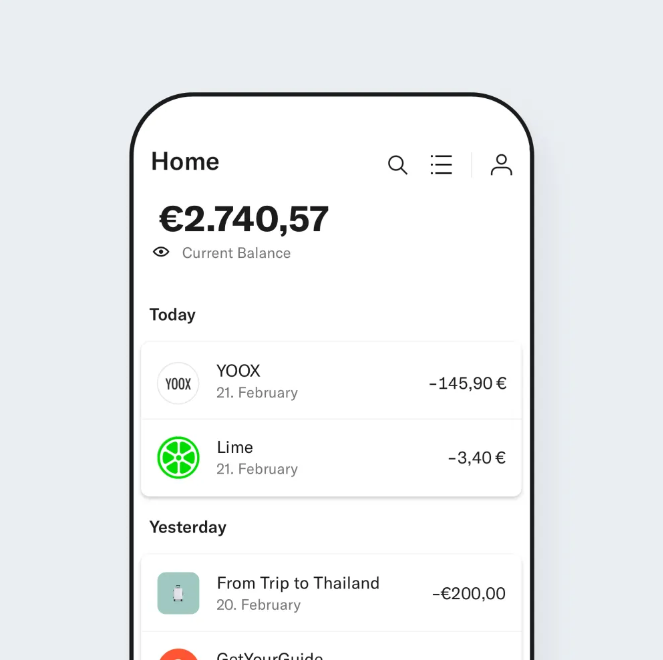 Home
€2.740,57
Current Balance
Today
YOOX
YOOX
21. February
-145,90 €
Lime
21. February
-3,40 €
Yesterday
From Trip to Thailand
20. February
-€200,00
GetYourGuide